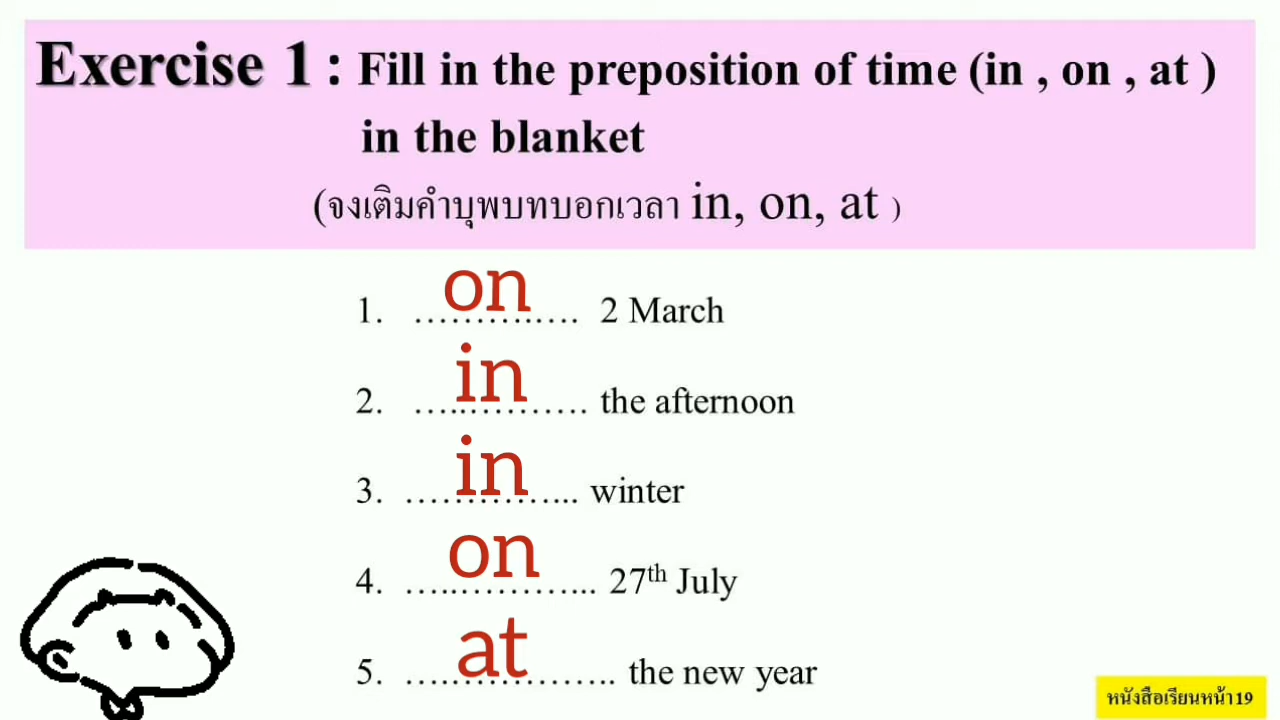 Exercise 1 : Fill in the preposition of time (in , on , at )
in the blanket
(จงเติมคำบุพบทบอกเวลา in, on, at )
1. ……on….…. 2 March
2. …..in………. the afternoon
3. ……in……... winter
4. …..on………... 27th July
5. ….at………….. the new year
หนังสือเรียนหน้า19